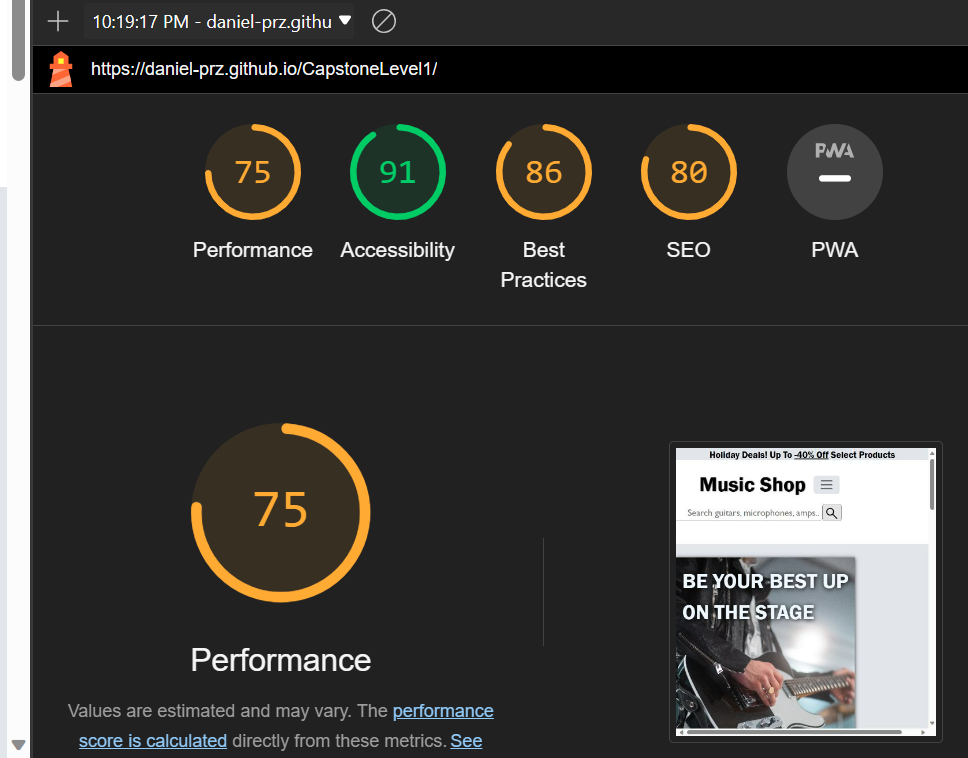 10:19:17 PM - daniel-prz.githu
https://daniel-prz.github.io/CapstoneLevel1/
75
Performance
91
Accessibility
86
Best
Practices
80
SEO
PWA
PWA
75
Performance
Values are estimated and may vary. The performance
score is calculated directly from these metrics. See
Holiday Deals! Up To -40% Off Select Products
Music Shop
Search guitars, microphones, amps..
BE YOUR BEST UP
ON THE STAGE